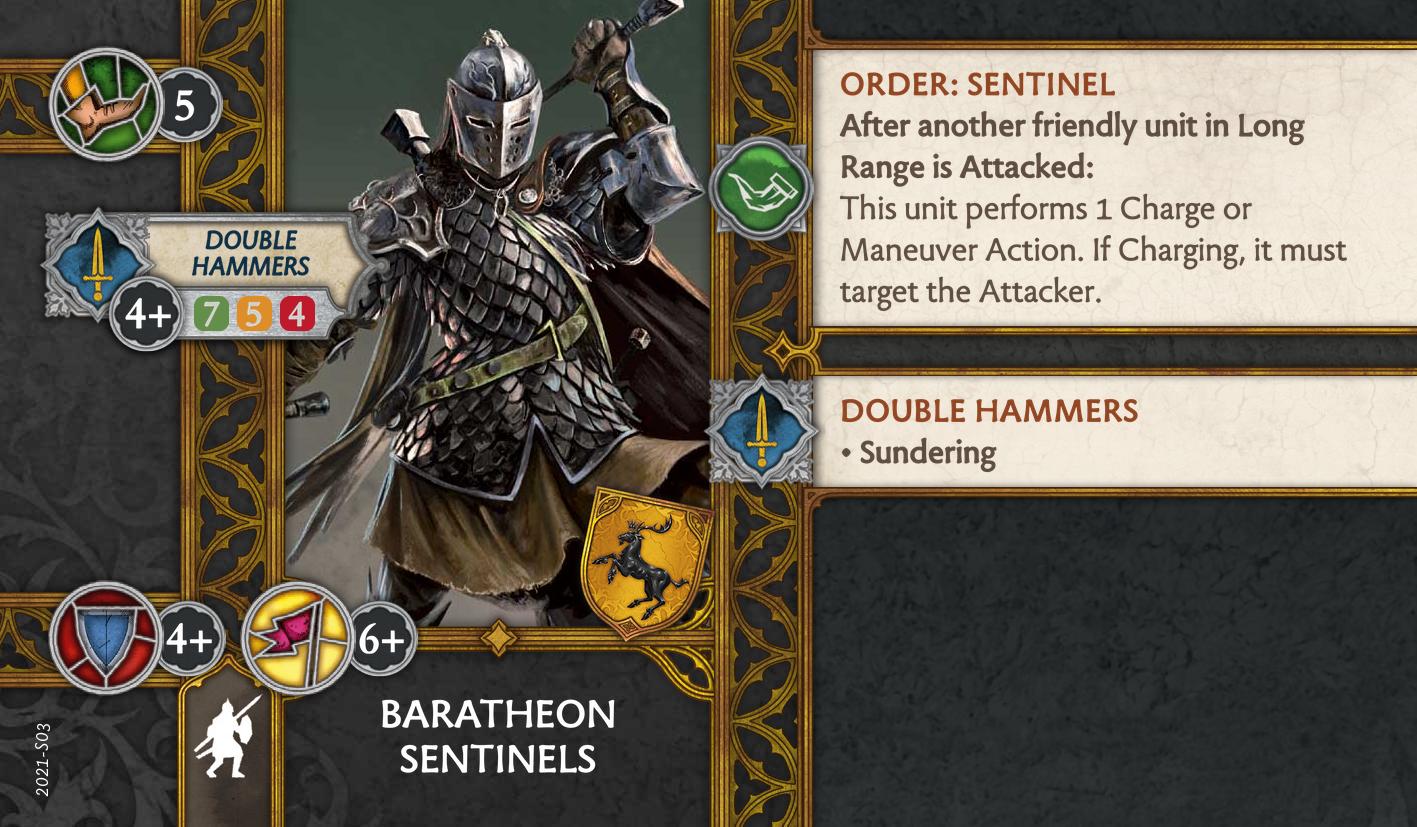 5
DOUBLE
HAMMERS
4+ 7 5 4
4+ 6+
BARATHEON
SENTINELS
2021-S03
ORDER: SENTINEL
After another friendly unit in Long
Range is Attacked:
This unit performs 1 Charge or
Maneuver Action. If Charging, it must
target the Attacker.
DOUBLE HAMMERS
• Sundering